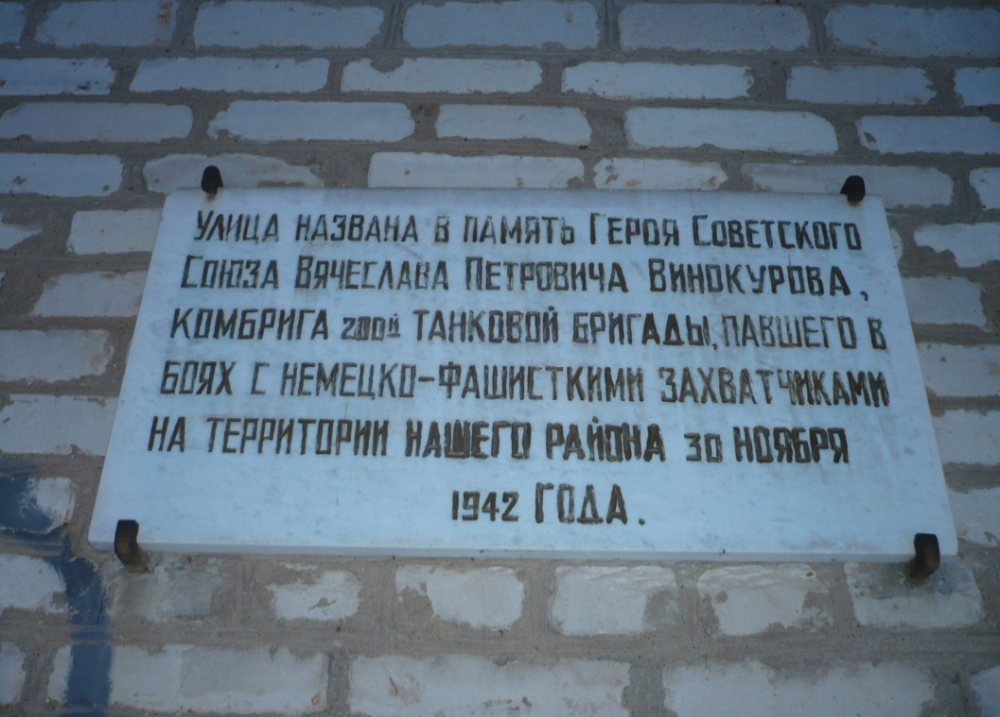 Улица названа в память Героя Советского
Союза Вячеслава Петровича Винокурова,
комбрига 200й танковой бригады, павшего в
боях с немецко-фашисткими захватчиками
на территории нашего района 30 ноября
1942 года.